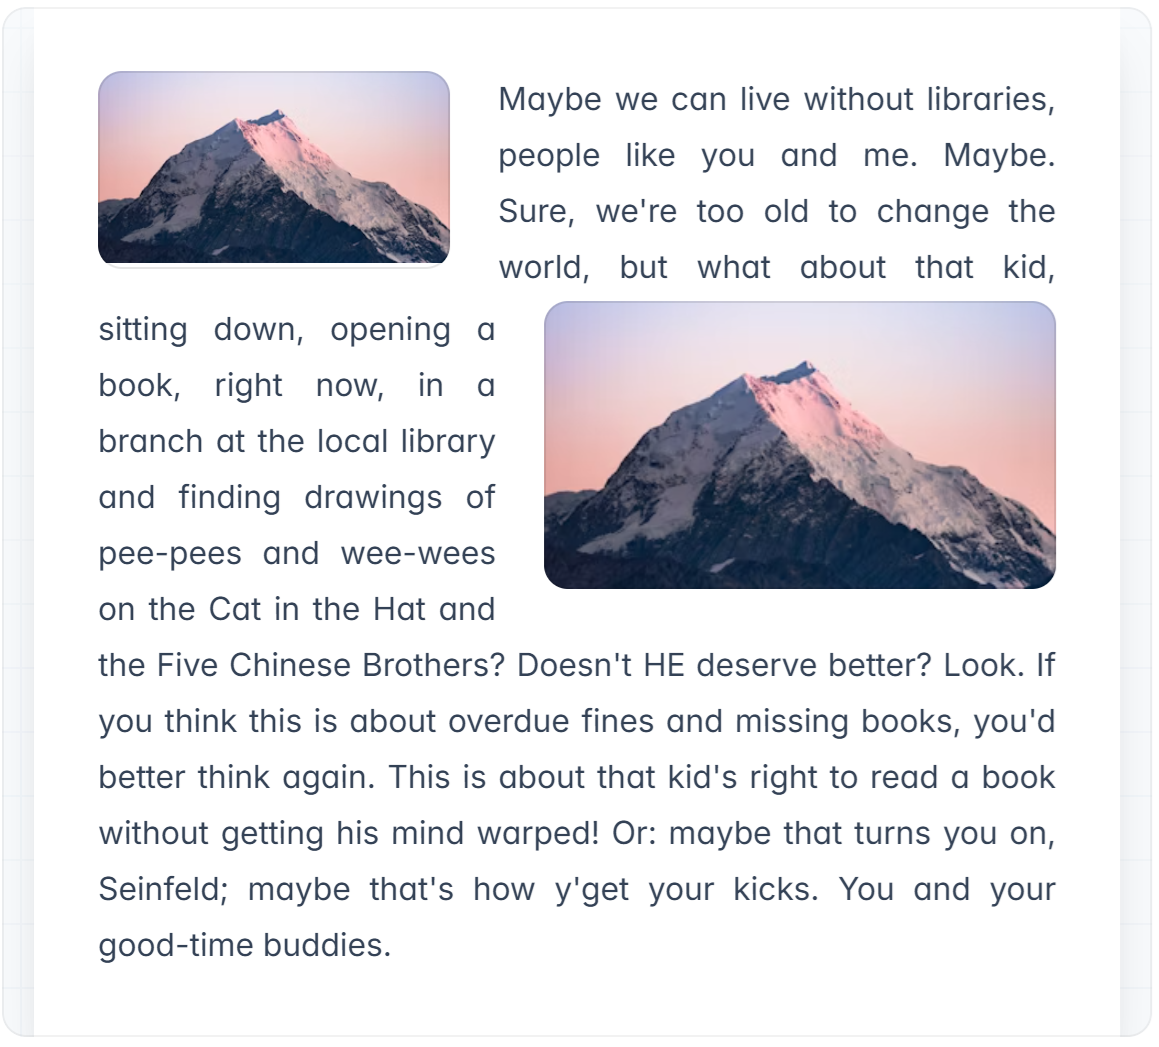 Maybe we can live without libraries,
people like you and me. Maybe.
Sure, we're too old to change the
world, but what about that kid,
sitting down, opening a
book, right now, in a
branch at the local library
and finding drawings of
pee-pees and wee-wees
on the Cat in the Hat and
the Five Chinese Brothers? Doesn't HE deserve better? Look. If
you think this is about overdue fines and missing books, you'd
better think again. This is about that kid's right to read a book
without getting his mind warped! Or: maybe that turns you on,
Seinfeld; maybe that's how y'get your kicks. You and your
good-time buddies.